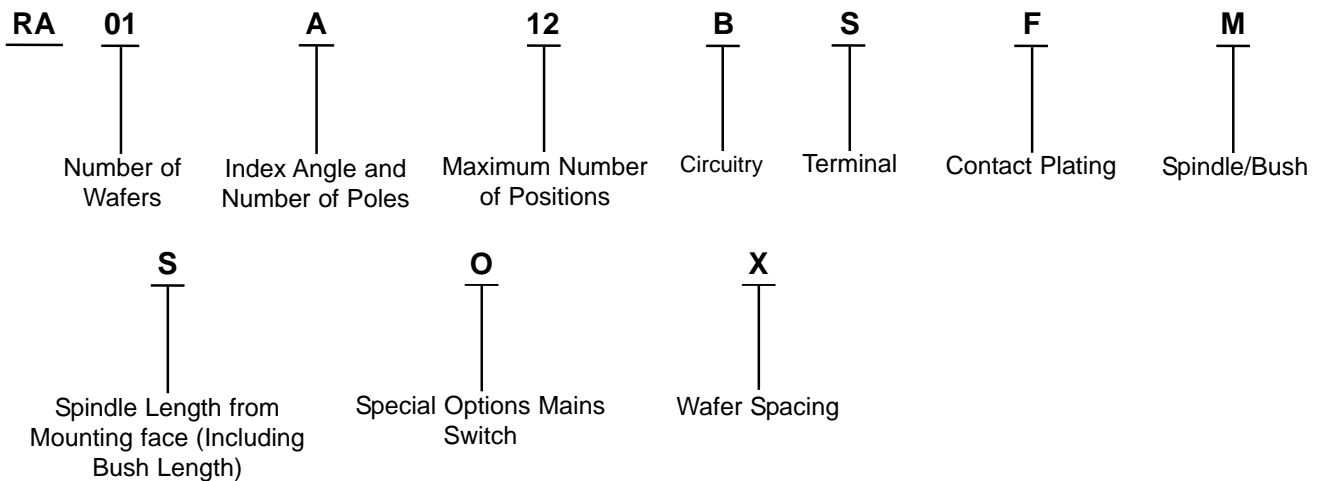 RA 01 A 12 B S F M
Number of Wafers
Index Angle and Number of Poles
Maximum Number of Positions
Circuitry
Terminal
Contact Plating
Spindle/Bush
S O X
Spindle Length from Mounting face (Including Bush Length)
Special Options Mains Switch
Wafer Spacing